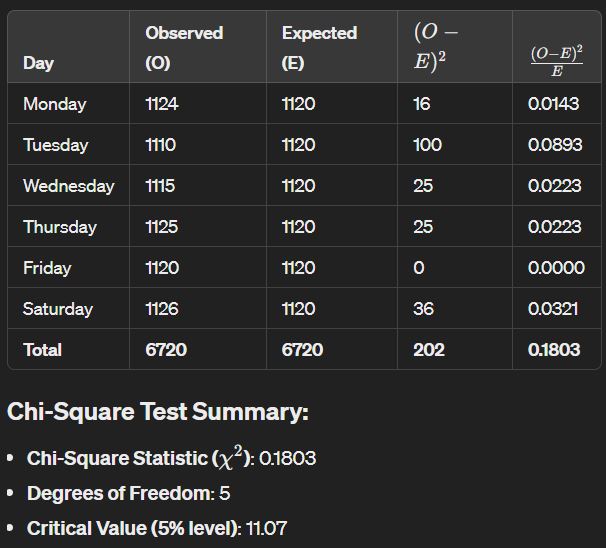 Day Observed (O) Expected (E) (O − E)² (O−E)²/E
Monday 1124 1120 16 0.0143
Tuesday 1110 1120 100 0.0893
Wednesday 1115 1120 25 0.0223
Thursday 1125 1120 25 0.0223
Friday 1120 1120 0 0.0000
Saturday 1126 1120 36 0.0321
Total 6720 6720 202 0.1803
Chi-Square Test Summary:
• Chi-Square Statistic (χ²): 0.1803
• Degrees of Freedom: 5
• Critical Value (5% level): 11.07